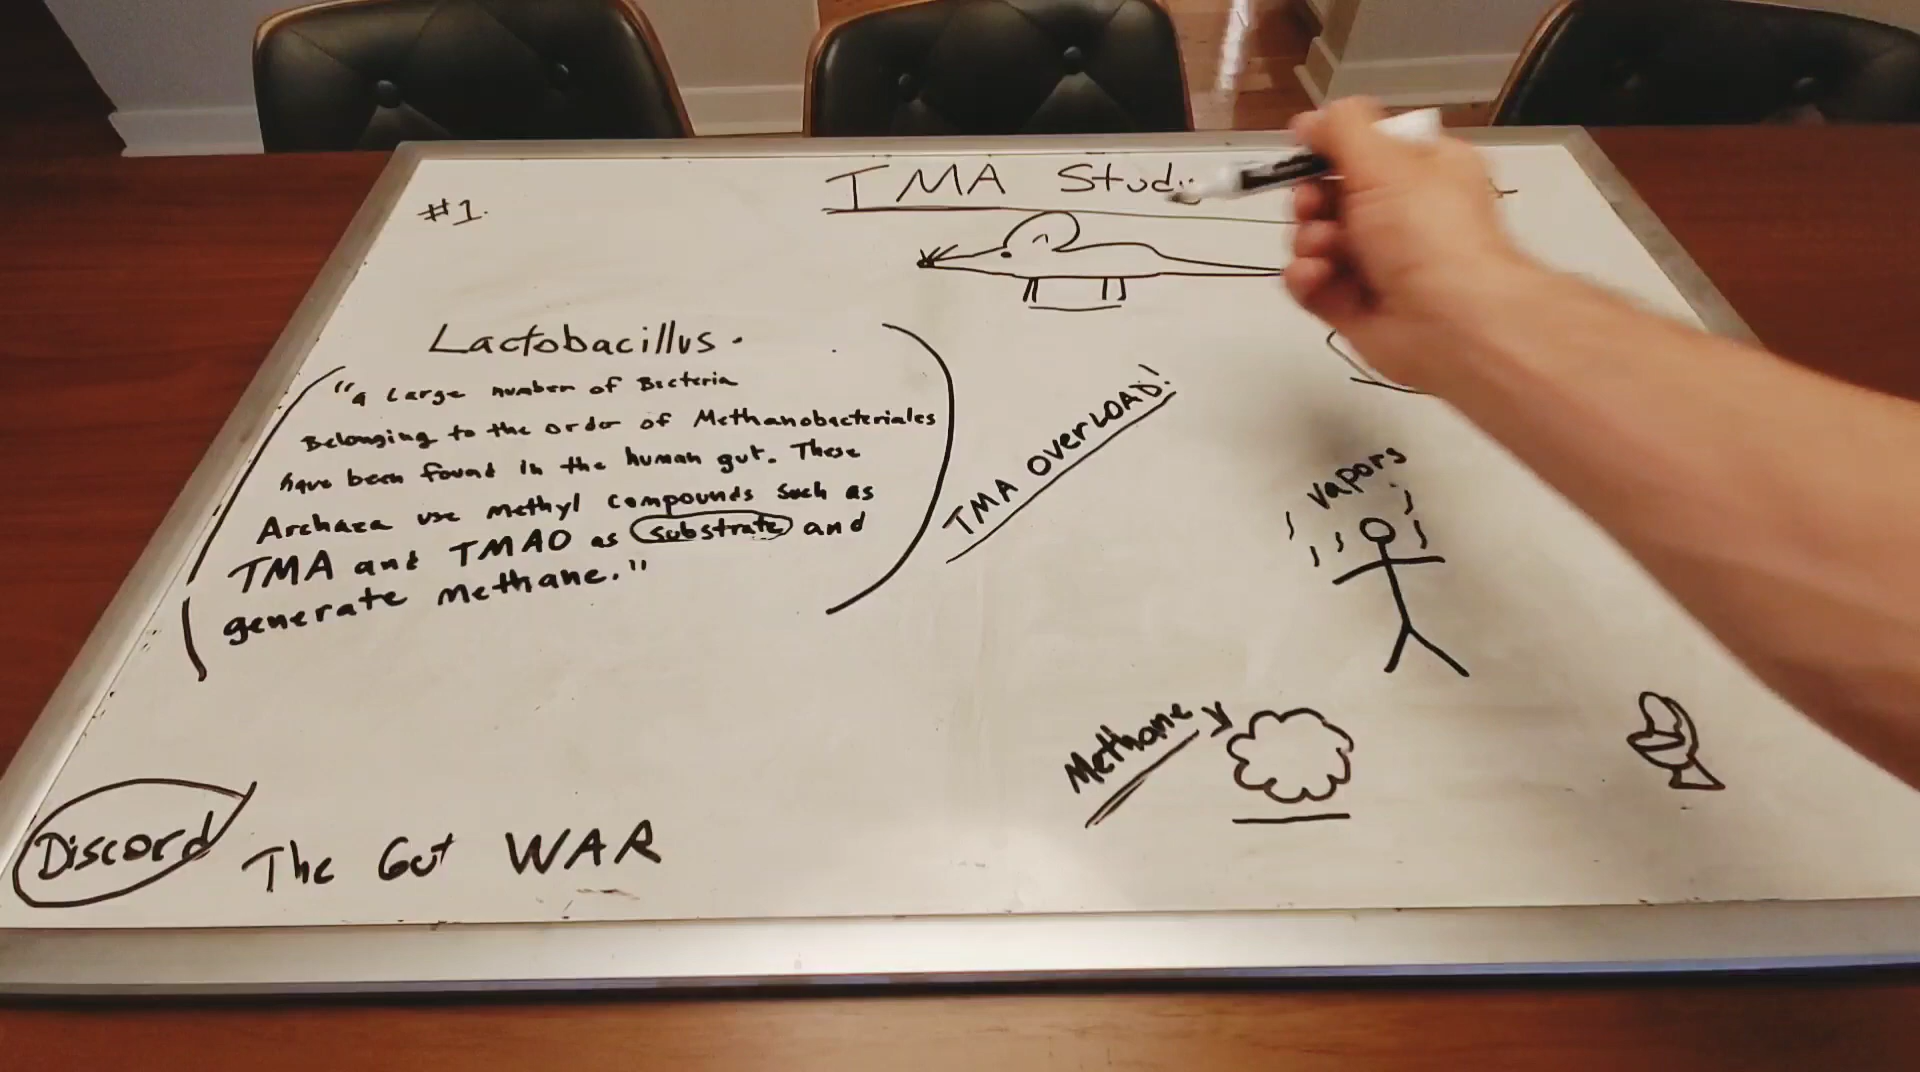 TMA Study
#1.
Lactobacillus.
"a Large number of Bacteria
Belonging to the order of Methanobacteriales
have been found in the human gut. These
Archaea use methyl compounds such as
TMA and TMAO as substrate and
generate methane."
TMA OVERLOAD!
vapors
Methane
Discord
The Gut WAR